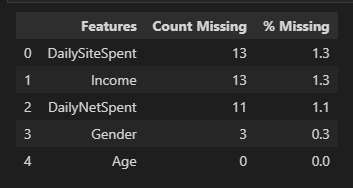 Features Count Missing % Missing
0 DailySiteSpent 13 1.3
1 Income 13 1.3
2 DailyNetSpent 11 1.1
3 Gender 3 0.3
4 Age 0 0.0